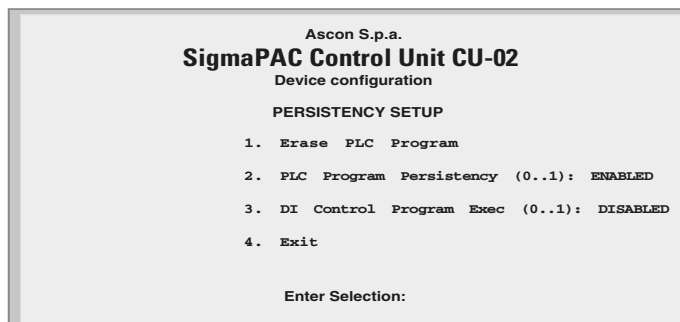 Ascon S.p.a.
SigmaPAC Control Unit CU-02
Device configuration
PERSISTENCY SETUP
1. Erase PLC Program
2. PLC Program Persistency (0..1): ENABLED
3. DI Control Program Exec (0..1): DISABLED
4. Exit
Enter Selection: